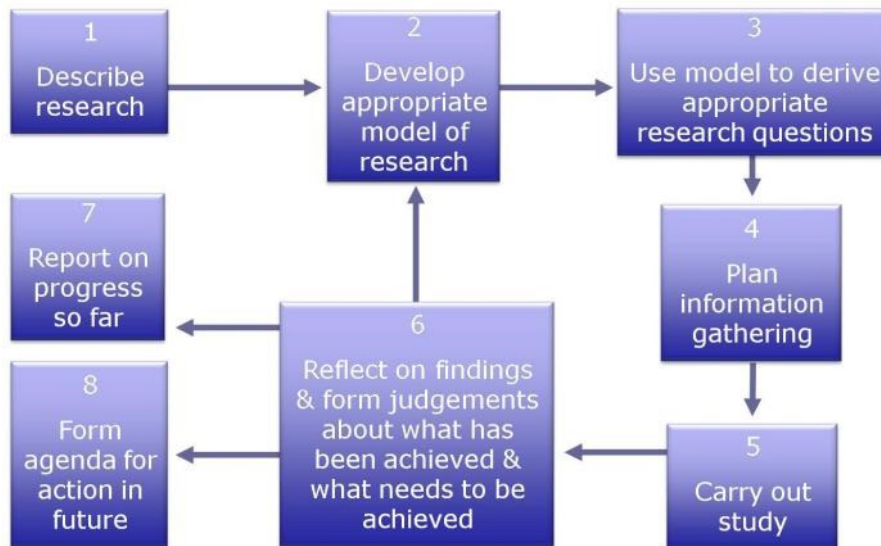 1
Describe
research
2
Develop
appropriate
model of
research
3
Use model to derive
appropriate
research questions
4
Plan
information
gathering
5
Carry out
study
6
Reflect on findings
& form judgements
about what has
been achieved &
what needs to be
achieved
7
Report on
progress
so far
8
Form
agenda for
action in
future